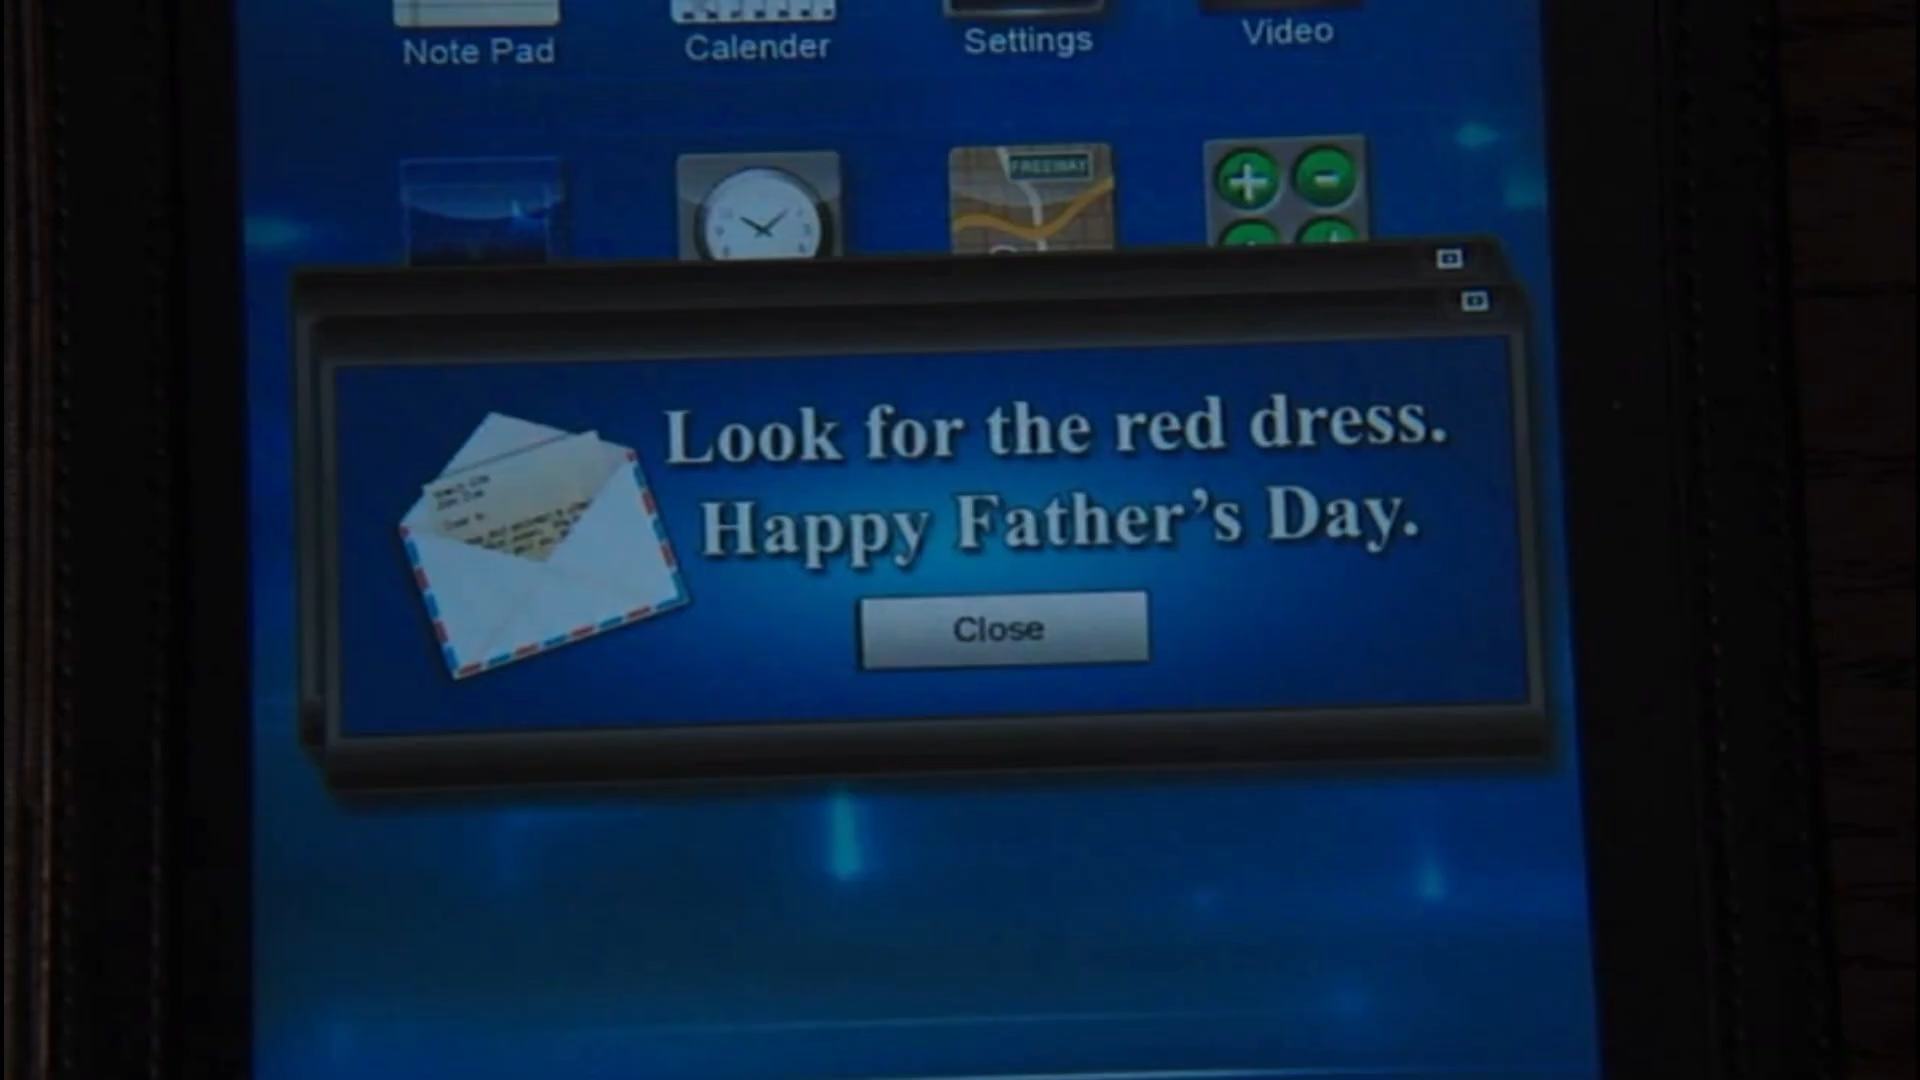 Note Pad Calender Settings Video
FREEWAY
Look for the red dress.
Happy Father's Day.
Close